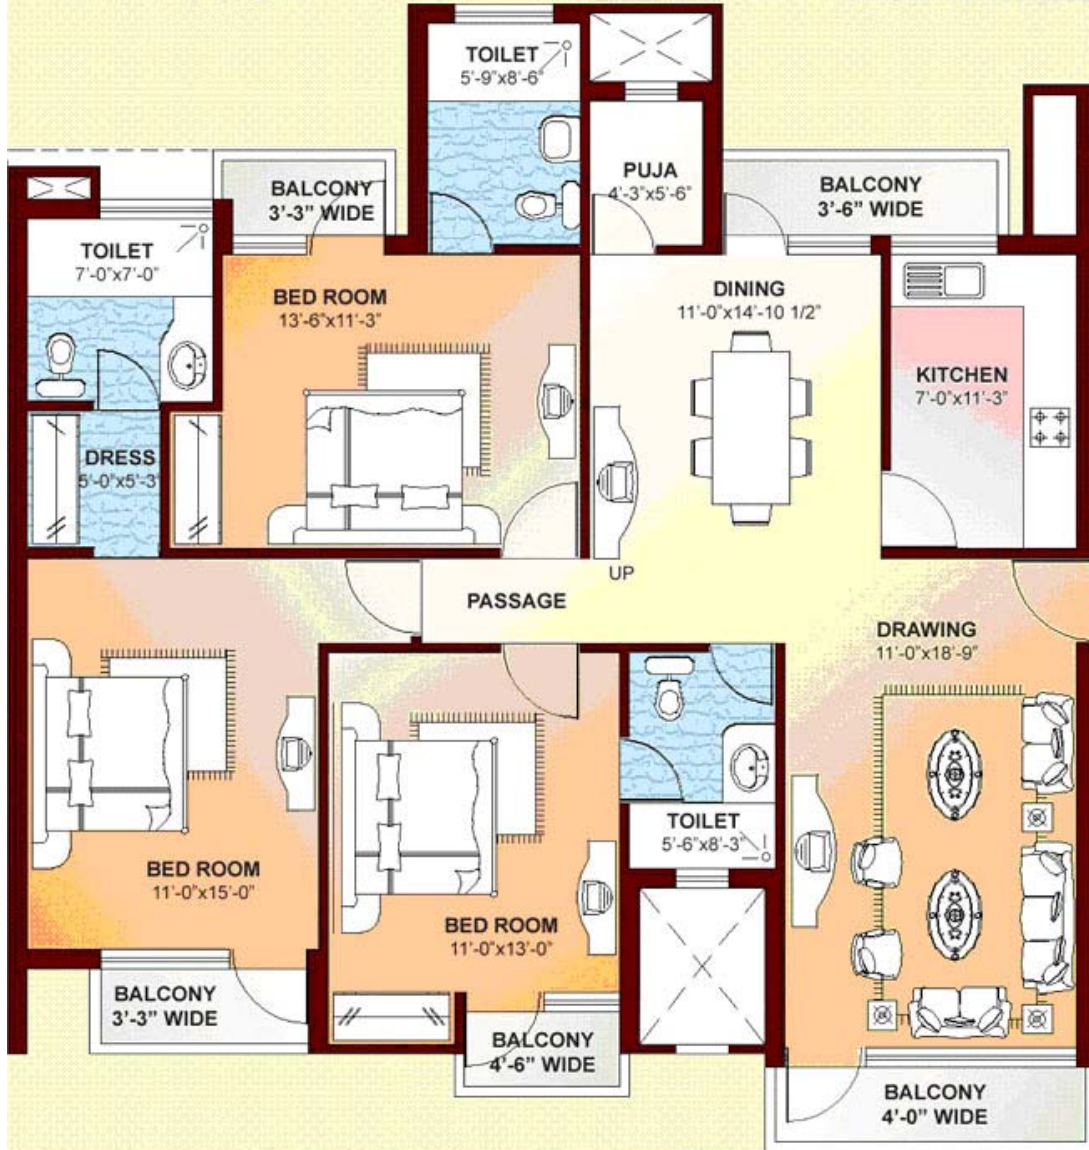 TOILET
5'-9"x8'-6"
PUJA
4'-3"x5'-6"
BALCONY
3'-3” WIDE
BALCONY
3'-6” WIDE
TOILET
7'-0"x7'-0"
BED ROOM
13'-6"x11'-3"
DINING
11'-0"x14'-10 1/2"
KITCHEN
7'-0"x11'-3"
DRESS
5'-0"x5'-3"
UP
PASSAGE
DRAWING
11'-0"x18'-9"
TOILET
5'-6"x8'-3"
BED ROOM
11'-0"x15'-0"
BED ROOM
11'-0"x13'-0"
BALCONY
3'-3” WIDE
BALCONY
4'-6” WIDE
BALCONY
4'-0” WIDE